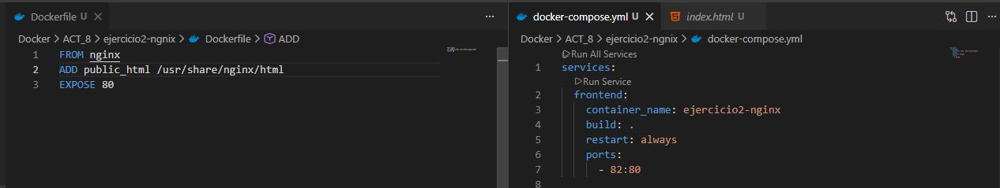 Dockerfile U
Docker > ACT_8 > ejercicio2-ngnix > Dockerfile > ADD
1 FROM nginx
2 ADD public_html /usr/share/nginx/html
3 EXPOSE 80
docker-compose.yml U
index.html U
Docker > ACT_8 > ejercicio2-ngnix > docker-compose.yml
Run All Services
1 services:
Run Service
2 frontend:
3 container_name: ejercicio2-nginx
4 build: .
5 restart: always
6 ports:
7 - 82:80
8